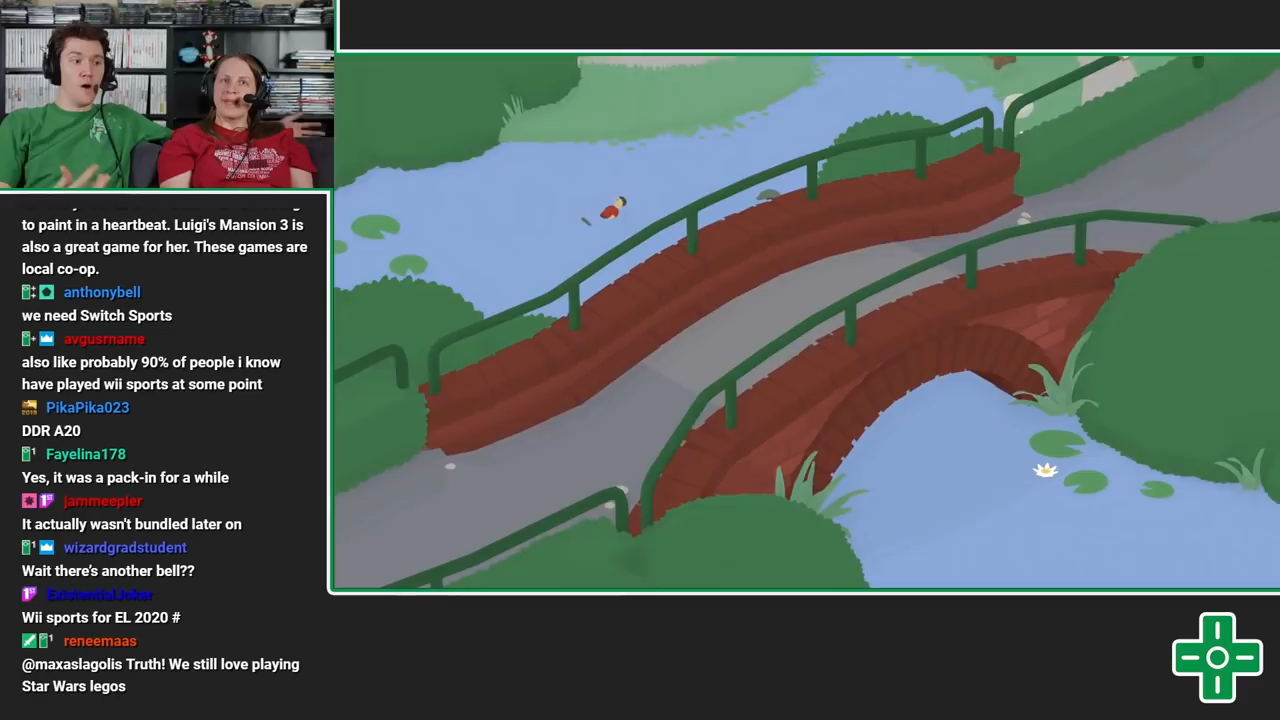 to paint in a heartbeat. Luigi's Mansion 3 is
also a great game for her. These games are
local co-op.
anthonybell
we need Switch Sports
avgusrname
also like probably 90% of people i know
have played wii sports at some point
PikaPika023
DDR A20
Fayelina178
Yes, it was a pack-in for a while
jammeepler
It actually wasn't bundled later on
wizardgradstudent
Wait there's another bell??
ExistentialJoker
Wii sports for EL 2020 #
reneemaas
@maxaslagolis Truth! We still love playing
Star Wars legos